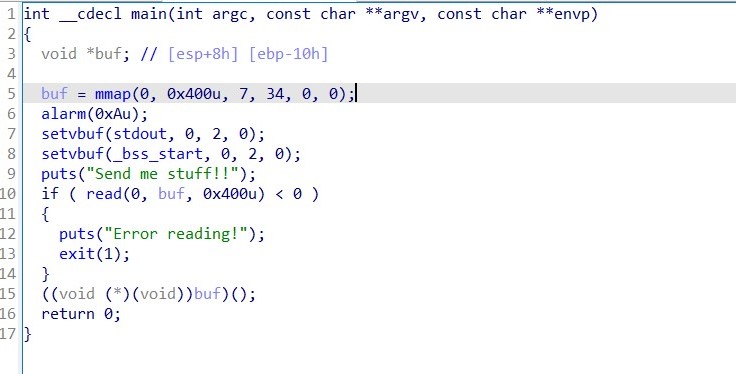 1 int __cdecl main(int argc, const char **argv, const char **envp)
2 {
3   void *buf; // [esp+8h] [ebp-10h]
4
5   buf = mmap(0, 0x400u, 7, 34, 0, 0);
6   alarm(0xAu);
7   setvbuf(stdout, 0, 2, 0);
8   setvbuf(_bss_start, 0, 2, 0);
9   puts("Send me stuff!!");
10   if ( read(0, buf, 0x400u) < 0 )
11   {
12     puts("Error reading!");
13     exit(1);
14   }
15   ((void (*)(void))buf)();
16   return 0;
17 }